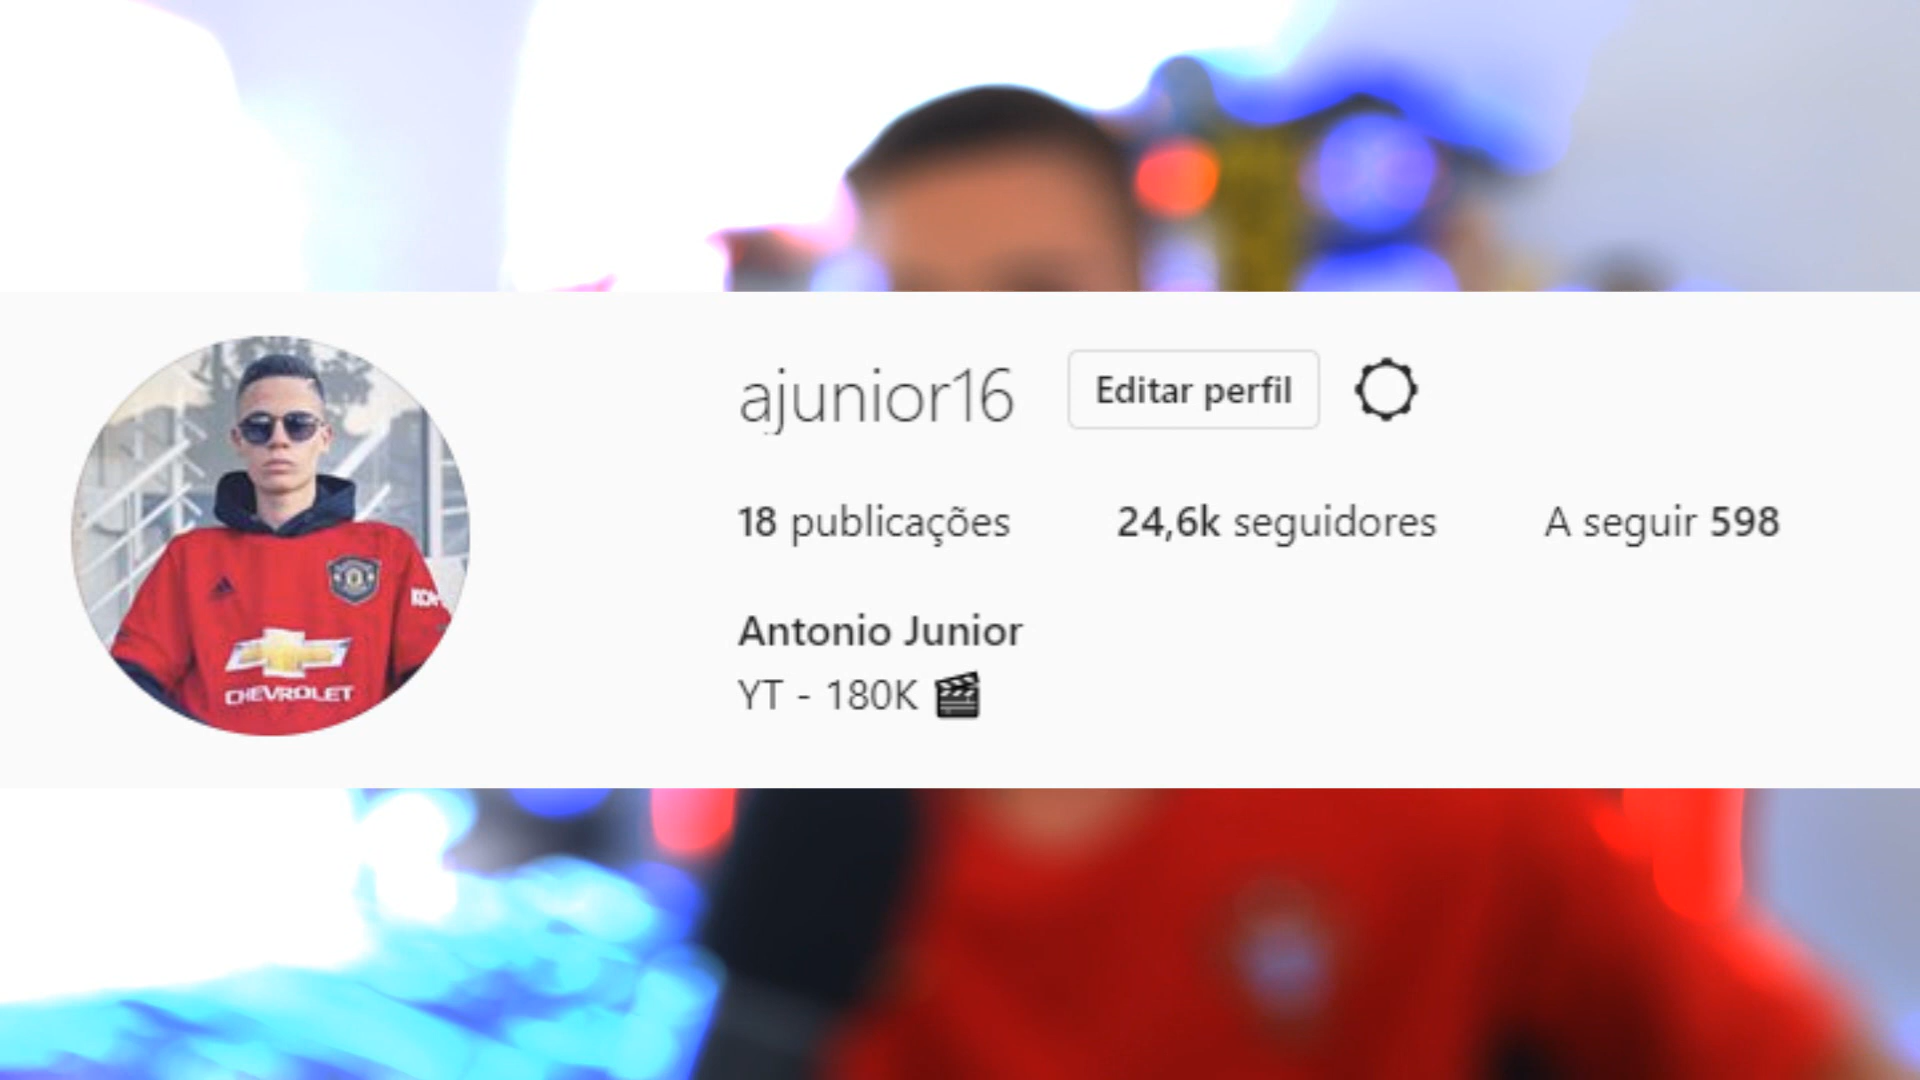 ajunior16 Editar perfil
18 publicações 24,6k seguidores A seguir 598
Antonio Junior
YT - 180K 🎬
CHEVROLET